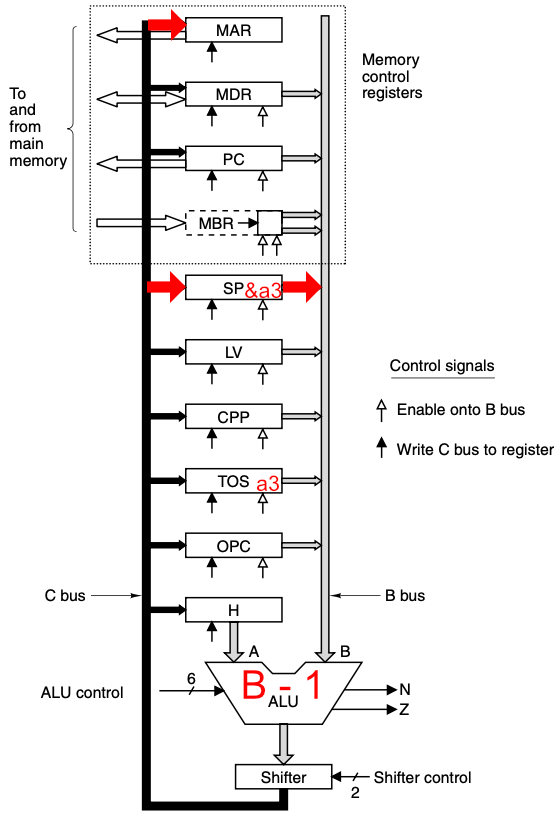 MAR
To
and
from
main
memory
Memory
control
registers
MDR
PC
MBR
SP&a3
LV
Control signals
Enable onto B bus
CPP
Write C bus to register
TOS a3
OPC
C bus
B bus
H
A
B
6
ALU control
B - 1
ALU
N
Z
Shifter
Shifter control
2